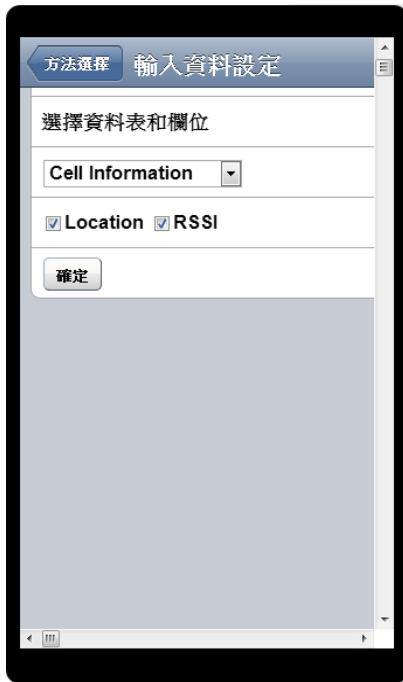 方法選擇 輸入資料設定
選擇資料表和欄位
Cell Information
Location RSSI
確定